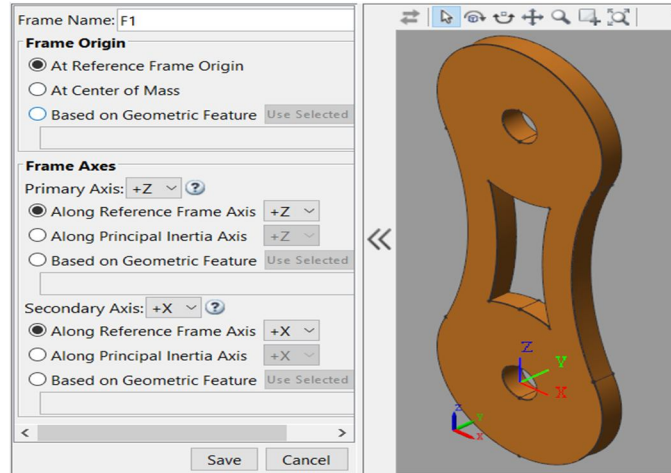 Frame Name: F1
Frame Origin
At Reference Frame Origin
At Center of Mass
Based on Geometric Feature Use Selected
Frame Axes
Primary Axis: +Z ?
Along Reference Frame Axis +Z
Along Principal Inertia Axis +Z
Based on Geometric Feature Use Selected
Secondary Axis: +X ?
Along Reference Frame Axis +X
Along Principal Inertia Axis +X
Based on Geometric Feature Use Selected
Save Cancel
Z
Y
X
Z
Y
X